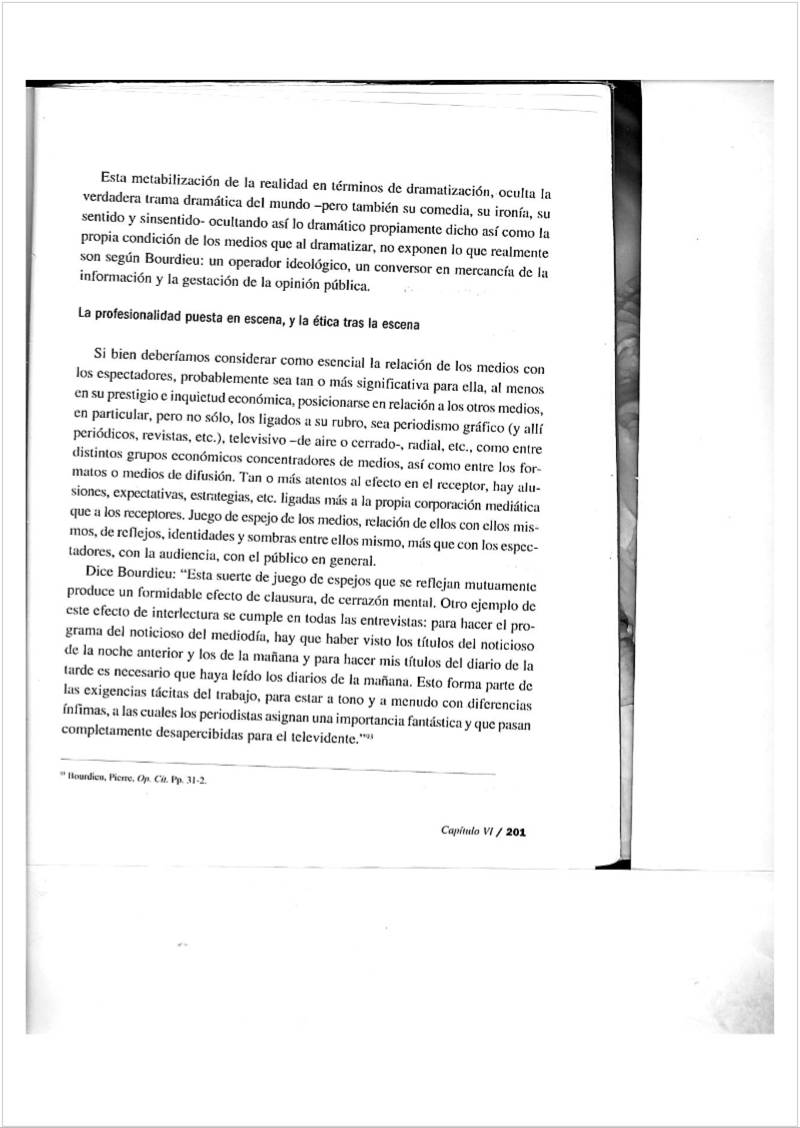 Esta metabilización de la realidad en términos de dramatización, oculta la
verdadera trama dramática del mundo –pero también su comedia, su ironía, su
sentido y sinsentido- ocultando así lo dramático propiamente dicho así como la
propia condición de los medios que al dramatizar, no exponen lo que realmente
son según Bourdieu: un operador ideológico, un conversor en mercancía de la
información y la gestación de la opinión pública.
La profesionalidad puesta en escena, y la ética tras la escena
Si bien deberíamos considerar como esencial la relación de los medios con
los espectadores, probablemente sea tan o más significativa para ella, al menos
en su prestigio e inquietud económica, posicionarse en relación a los otros medios,
en particular, pero no sólo, los ligados a su rubro, sea periodismo gráfico (y allí
periódicos, revistas, etc.), televisivo –de aire o cerrado-, radial, etc., como entre
distintos grupos económicos concentradores de medios, así como entre los for-
matos o medios de difusión. Tan o más atentos al efecto en el receptor, hay alu-
siones, expectativas, estrategias, etc. ligadas más a la propia corporación mediática
que a los receptores. Juego de espejo de los medios, relación de ellos con ellos mis-
mos, de reflejos, identidades y sombras entre ellos mismo, más que con los espec-
tadores, con la audiencia, con el público en general.
Dice Bourdieu: “Esta suerte de juego de espejos que se reflejan mutuamente
produce un formidable efecto de clausura, de cerrazón mental. Otro ejemplo de
este efecto de interlectura se cumple en todas las entrevistas: para hacer el pro-
grama del noticioso del mediodía, hay que haber visto los títulos del noticioso
de la noche anterior y los de la mañana y para hacer mis títulos del diario de la
tarde es necesario que haya leído los diarios de la mañana. Esto forma parte de
las exigencias tácitas del trabajo, para estar a tono y a menudo con diferencias
ínfimas, a las cuales los periodistas asignan una importancia fantástica y que pasan
completamente desapercibidas para el televidente.”⁹³
Bourdieu, Pierre, Op. Cit. Pp. 31-2.
Capítulo VI / 201